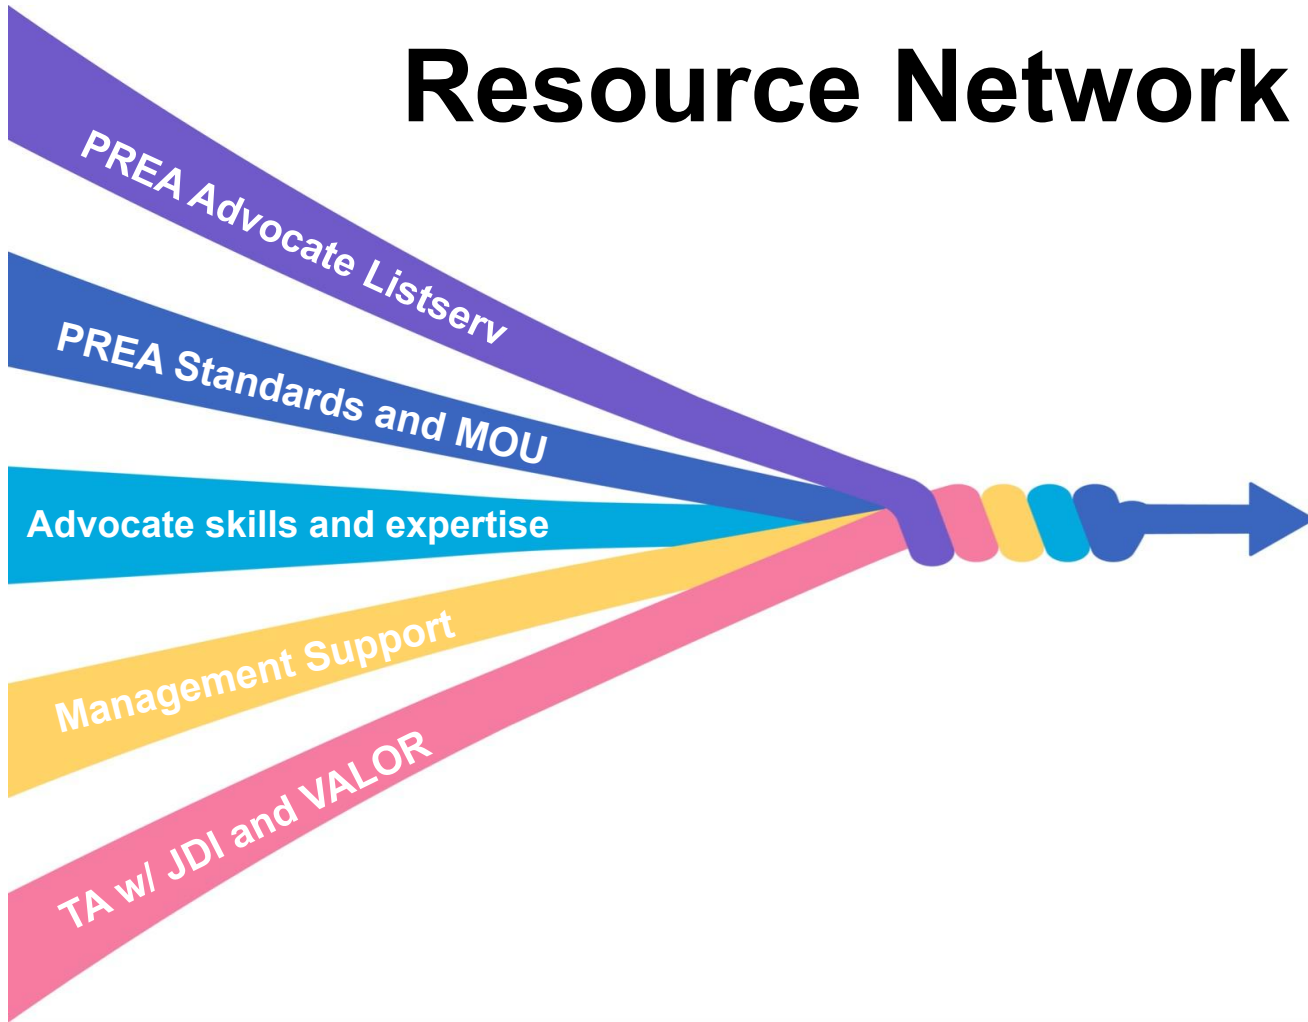 Resource Network
PREA Advocate Listserv
PREA Standards and MOU
Advocate skills and expertise
Management Support
TA w/ JDI and VALOR